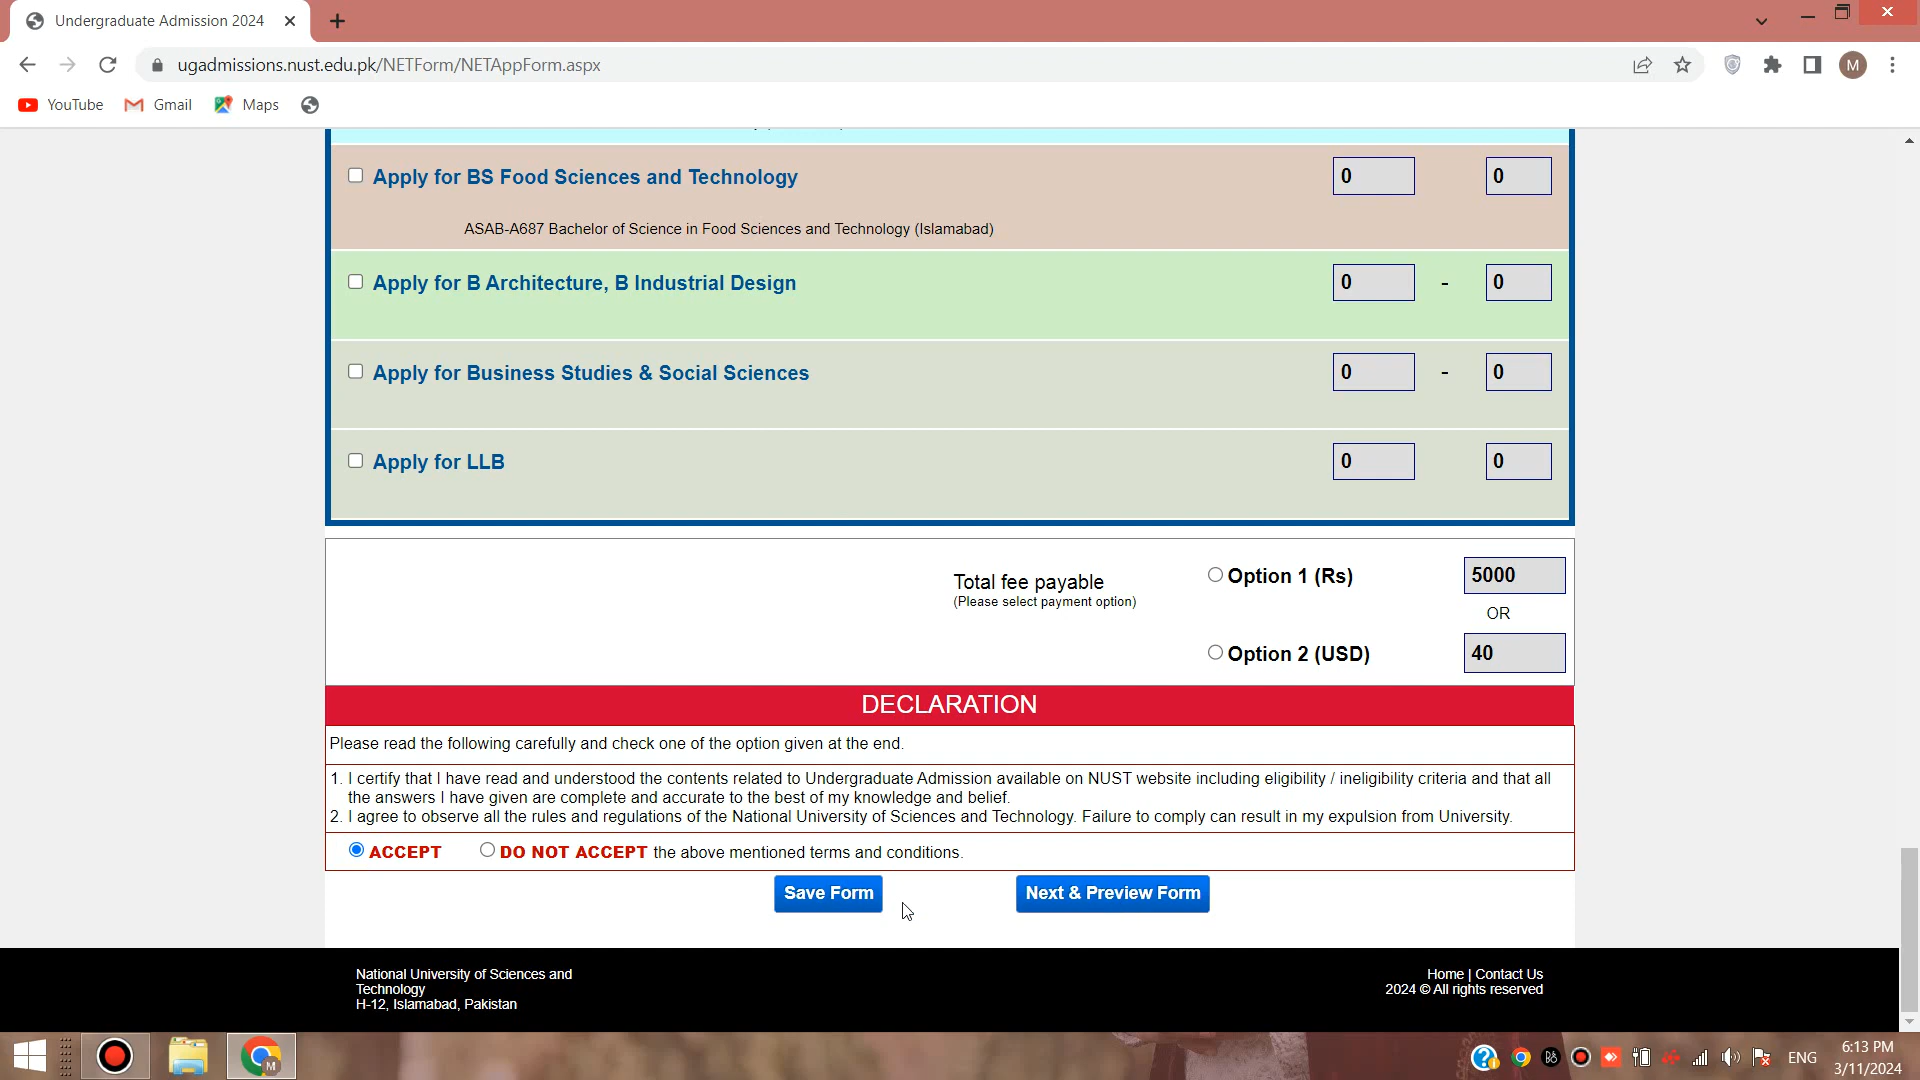 Undergraduate Admission 2024
ugadmissions.nust.edu.pk/NETForm/NETAppForm.aspx
M
YouTube
Gmail
Maps
Apply for BS Food Sciences and Technology
0
0
ASAB-A687 Bachelor of Science in Food Sciences and Technology (Islamabad)
Apply for B Architecture, B Industrial Design
0 - 0
Apply for Business Studies & Social Sciences
0 - 0
Apply for LLB
0
0
Total fee payable
(Please select payment option)
Option 1 (Rs)
5000
OR
Option 2 (USD)
40
DECLARATION
Please read the following carefully and check one of the option given at the end.
1. I certify that I have read and understood the contents related to Undergraduate Admission available on NUST website including eligibility / ineligibility criteria and that all
the answers I have given are complete and accurate to the best of my knowledge and belief.
2. I agree to observe all the rules and regulations of the National University of Sciences and Technology. Failure to comply can result in my expulsion from University.
ACCEPT DO NOT ACCEPT the above mentioned terms and conditions.
Save Form
Next & Preview Form
National University of Sciences and
Technology
H-12, Islamabad, Pakistan
Home | Contact Us
2024 © All rights reserved
M
ENG
6:13 PM
3/11/2024